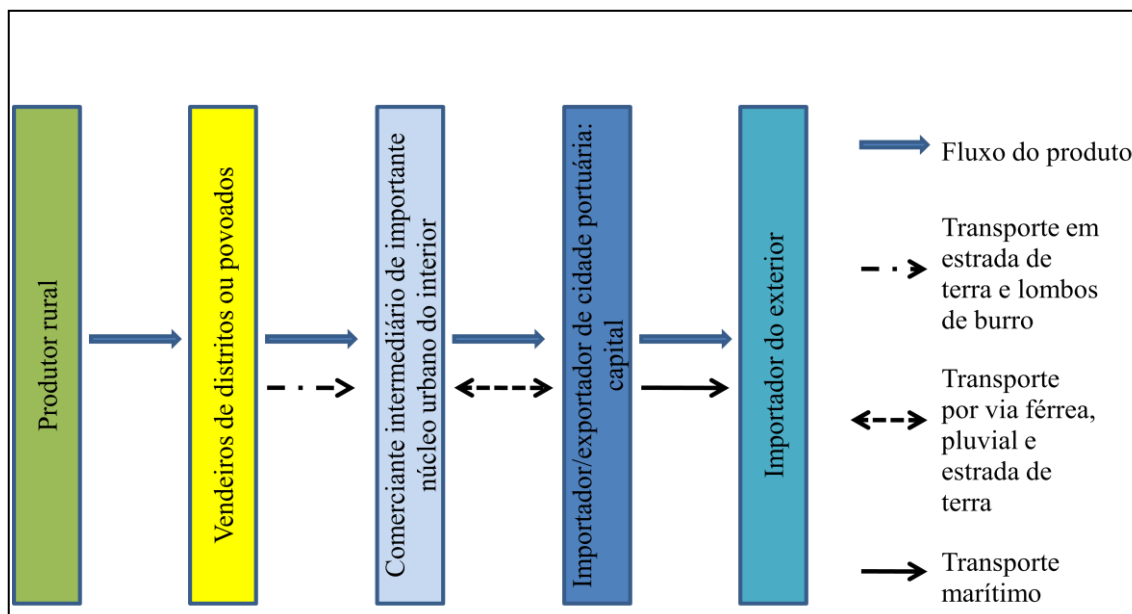 Produtor rural
Vendeiros de distritos ou povoados
Comerciante intermediário de importante
núcleo urbano do interior
Importador/exportador de cidade portuária:
capital
Importador do exterior
Fluxo do produto
Transporte em
estrada de
terra e lombos
de burro
Transporte
por via férrea,
pluvial e
estrada de
terra
Transporte
marítimo